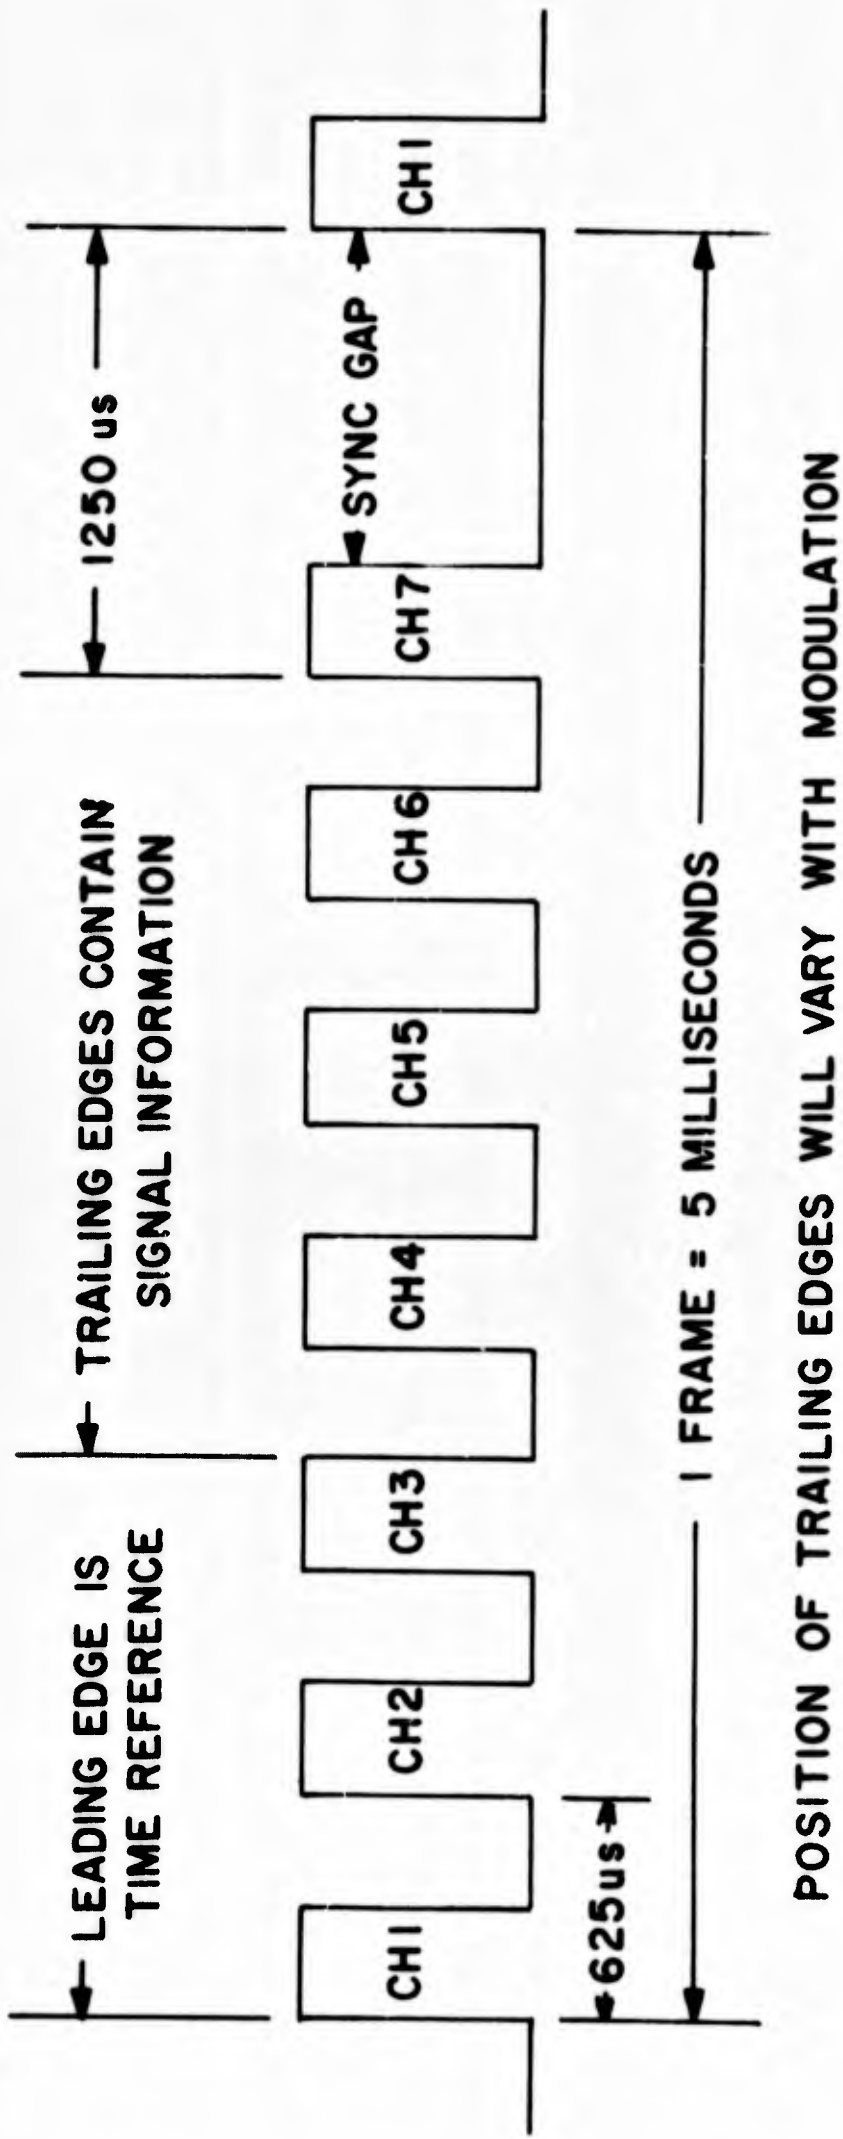 LEADING EDGE IS
TIME REFERENCE
TRAILING EDGES CONTAIN
SIGNAL INFORMATION
1250 us
CH1
CH2
CH3
CH4
CH5
CH6
CH7
SYNC GAP
CH1
625us
1 FRAME = 5 MILLISECONDS
POSITION OF TRAILING EDGES WILL VARY WITH MODULATION